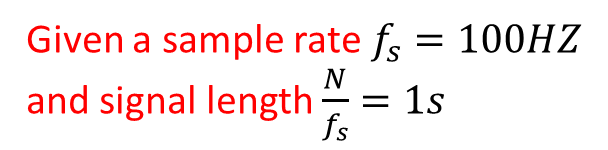 Given a sample rate fₛ = 100HZ
and signal length N/fₛ = 1s